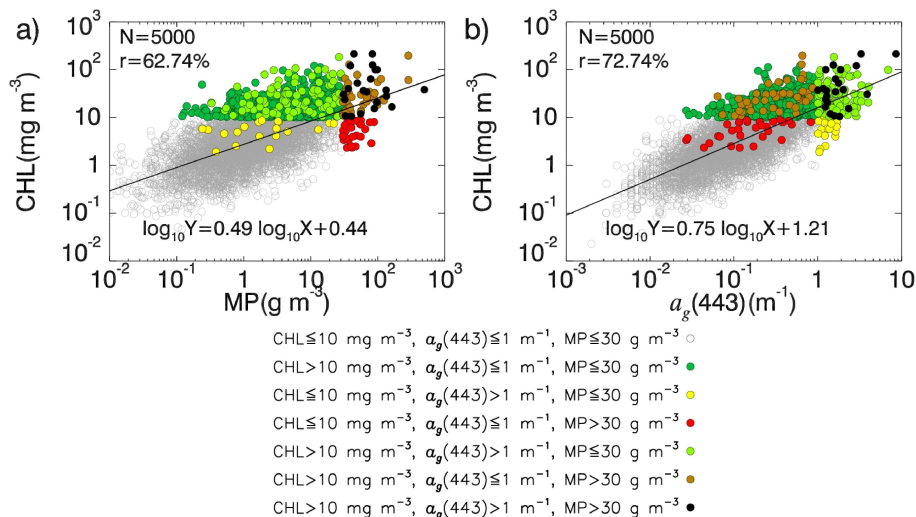 a)
N=5000
r=62.74%
CHL(mg m⁻³)
10³
10²
10
1
10⁻¹
10⁻²
log₁₀Y=0.49 log₁₀X+0.44
10⁻² 10⁻¹ 1 10 10² 10³
MP(g m⁻³)
b)
N=5000
r=72.74%
CHL(mg m⁻³)
10³
10²
10
1
10⁻¹
10⁻²
log₁₀Y=0.75 log₁₀X+1.21
10⁻³ 10⁻² 10⁻¹ 1 10
a_g(443)(m⁻¹)
CHL≦10 mg m⁻³, a_g(443)≦1 m⁻¹, MP≦30 g m⁻³
CHL>10 mg m⁻³, a_g(443)≦1 m⁻¹, MP≦30 g m⁻³
CHL≦10 mg m⁻³, a_g(443)>1 m⁻¹, MP≦30 g m⁻³
CHL≦10 mg m⁻³, a_g(443)≦1 m⁻¹, MP>30 g m⁻³
CHL>10 mg m⁻³, a_g(443)>1 m⁻¹, MP≦30 g m⁻³
CHL>10 mg m⁻³, a_g(443)≦1 m⁻¹, MP>30 g m⁻³
CHL>10 mg m⁻³, a_g(443)>1 m⁻¹, MP>30 g m⁻³